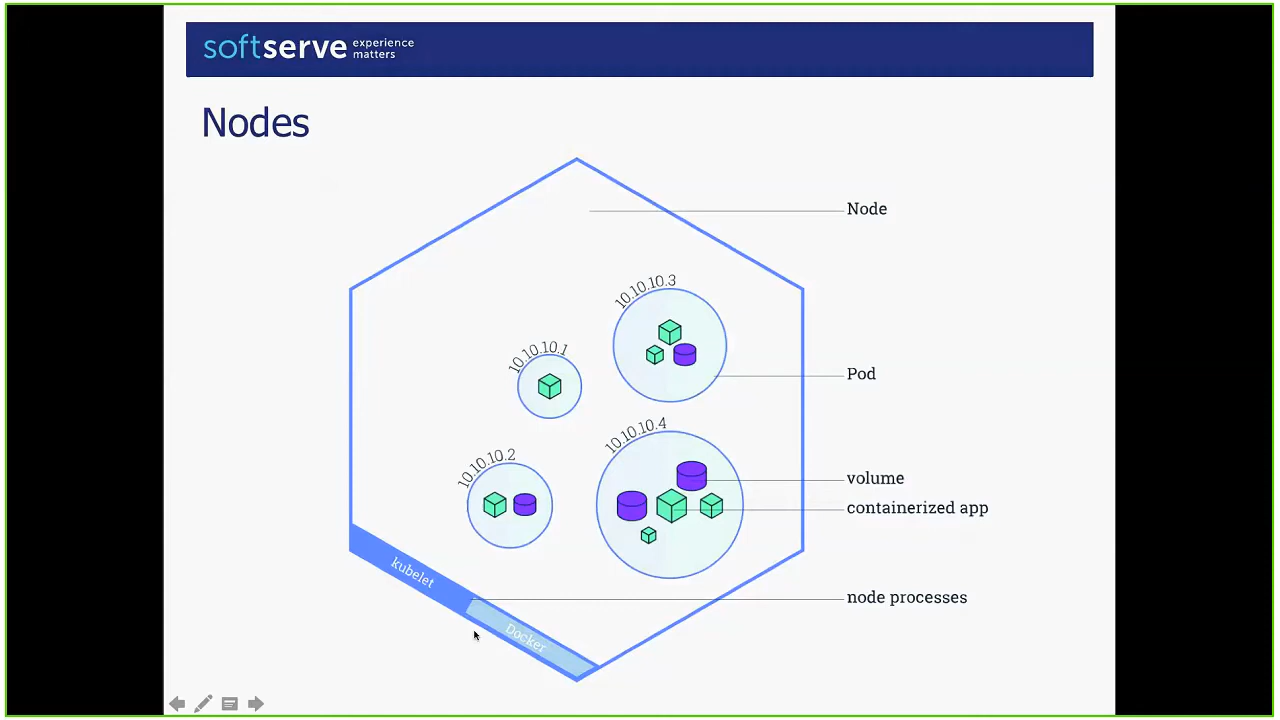 softserve experience matters
Nodes
Node
10.10.10.3
10.10.10.1
Pod
10.10.10.4
10.10.10.2
volume
containerized app
kubelet
node processes
Docker